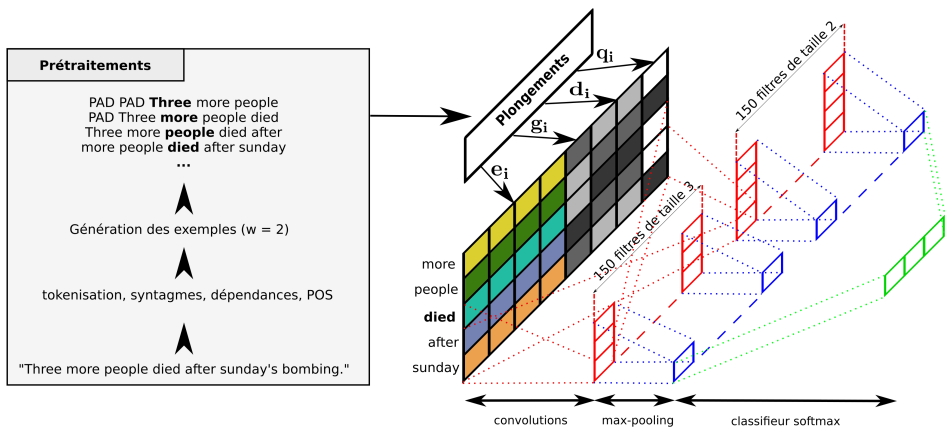 Prétraitements
PAD PAD Three more people
PAD Three more people died
Three more people died after
more people died after sunday
...
Génération des exemples (w = 2)
tokenisation, syntagmes, dépendances, POS
"Three more people died after sunday's bombing."
Plongements
qi
di
gi
ei
more
people
died
after
sunday
150 filtres de taille 3
150 filtres de taille 2
convolutions
max-pooling
classifieur softmax